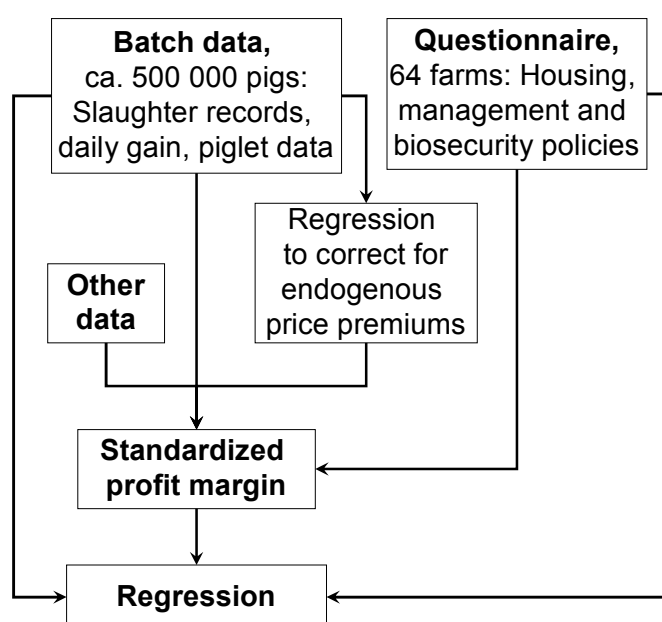 Batch data,
ca. 500 000 pigs:
Slaughter records,
daily gain, piglet data
Questionnaire,
64 farms: Housing,
management and
biosecurity policies
Regression
to correct for
endogenous
price premiums
Other
data
Standardized
profit margin
Regression